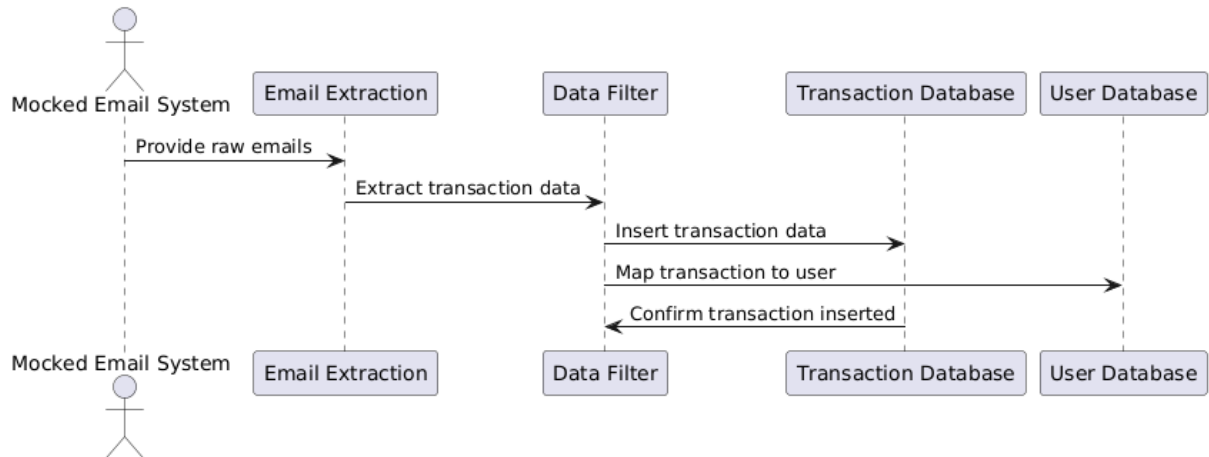 Mocked Email System
Email Extraction
Data Filter
Transaction Database
User Database
Provide raw emails
Extract transaction data
Insert transaction data
Map transaction to user
Confirm transaction inserted
Mocked Email System
Email Extraction
Data Filter
Transaction Database
User Database